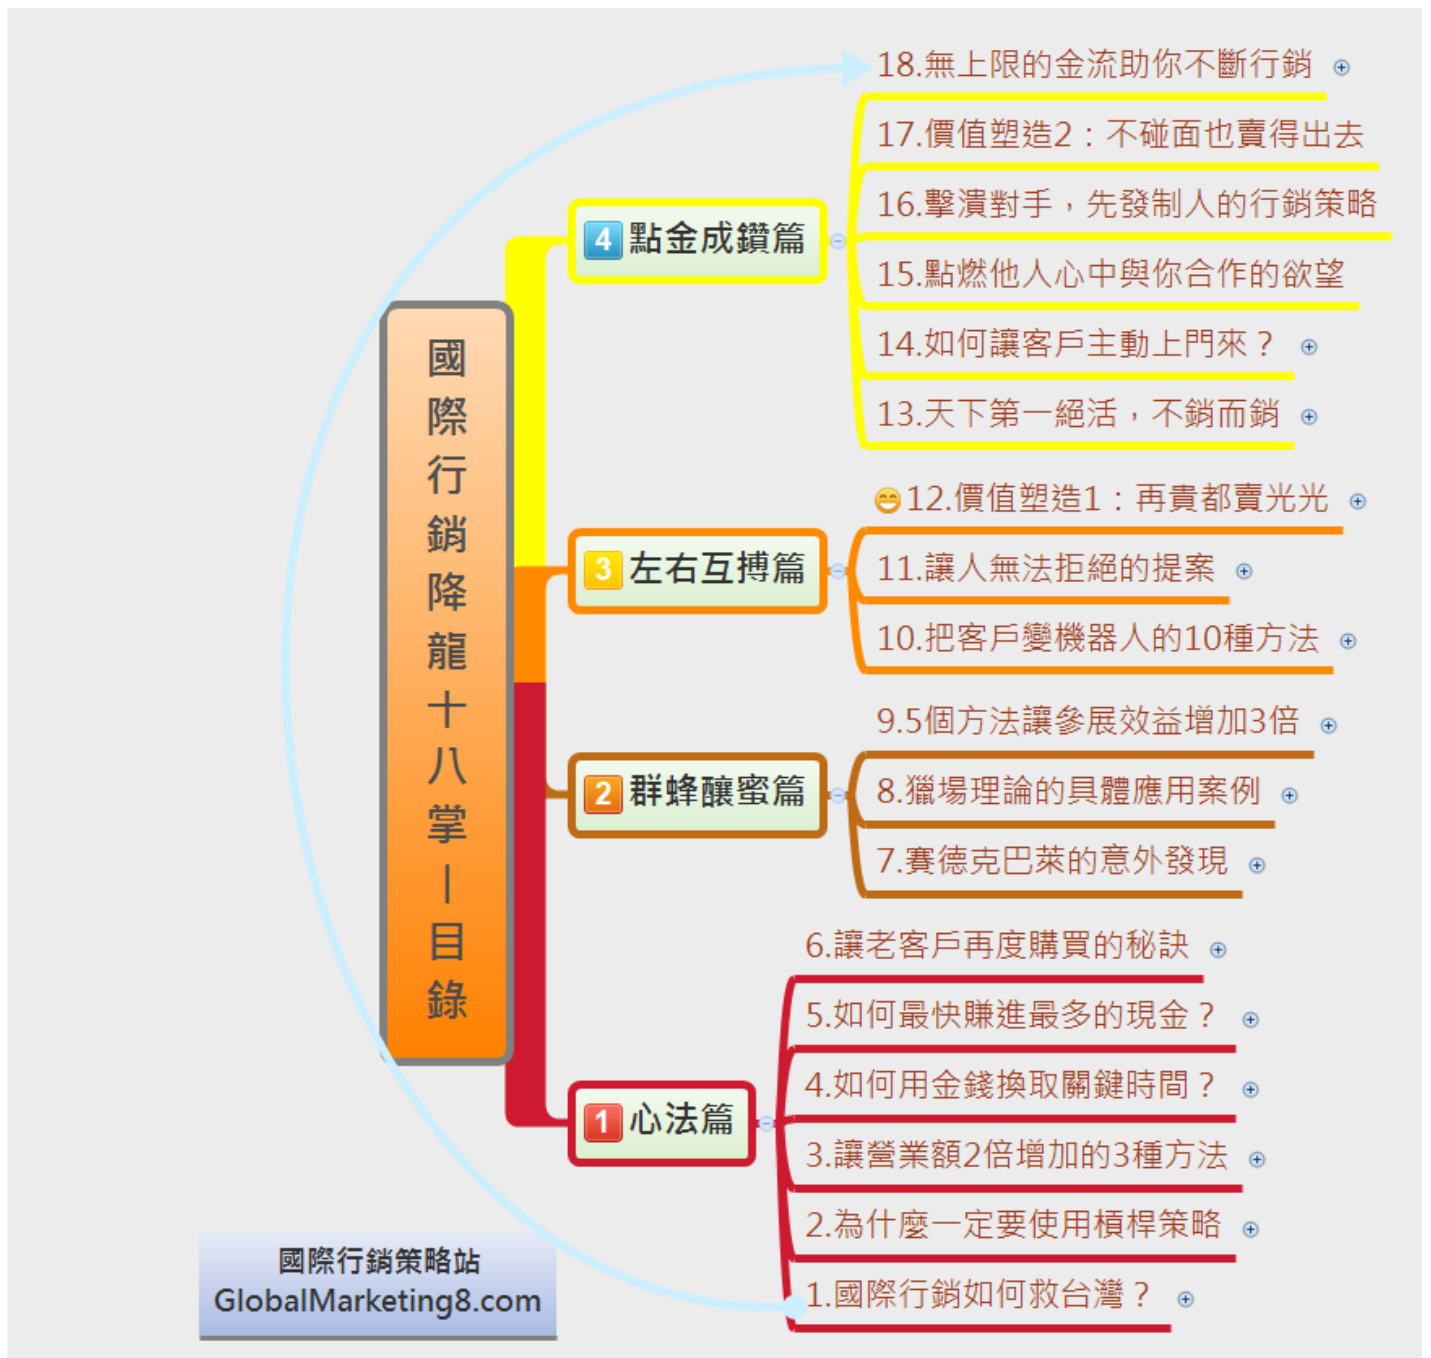 18.無上限的金流助你不斷行銷
17.價值塑造2：不碰面也賣得出去
16.擊潰對手，先發制人的行銷策略
15.點燃他人心中與你合作的欲望
14.如何讓客戶主動上門來？
13.天下第一絕活，不銷而銷
4 點金成鑽篇
12.價值塑造1：再貴都賣光光
11.讓人無法拒絕的提案
10.把客戶變機器人的10種方法
3 左右互搏篇
9.5個方法讓參展效益增加3倍
8.獵場理論的具體應用案例
7.賽德克巴萊的意外發現
2 群蜂釀蜜篇
6.讓老客戶再度購買的秘訣
5.如何最快賺進最多的現金？
4.如何用金錢換取關鍵時間？
3.讓營業額2倍增加的3種方法
2.為什麼一定要使用槓桿策略
1.國際行銷如何救台灣？
1 心法篇
國際行銷降龍十八掌｜目錄
國際行銷策略站
GlobalMarketing8.com